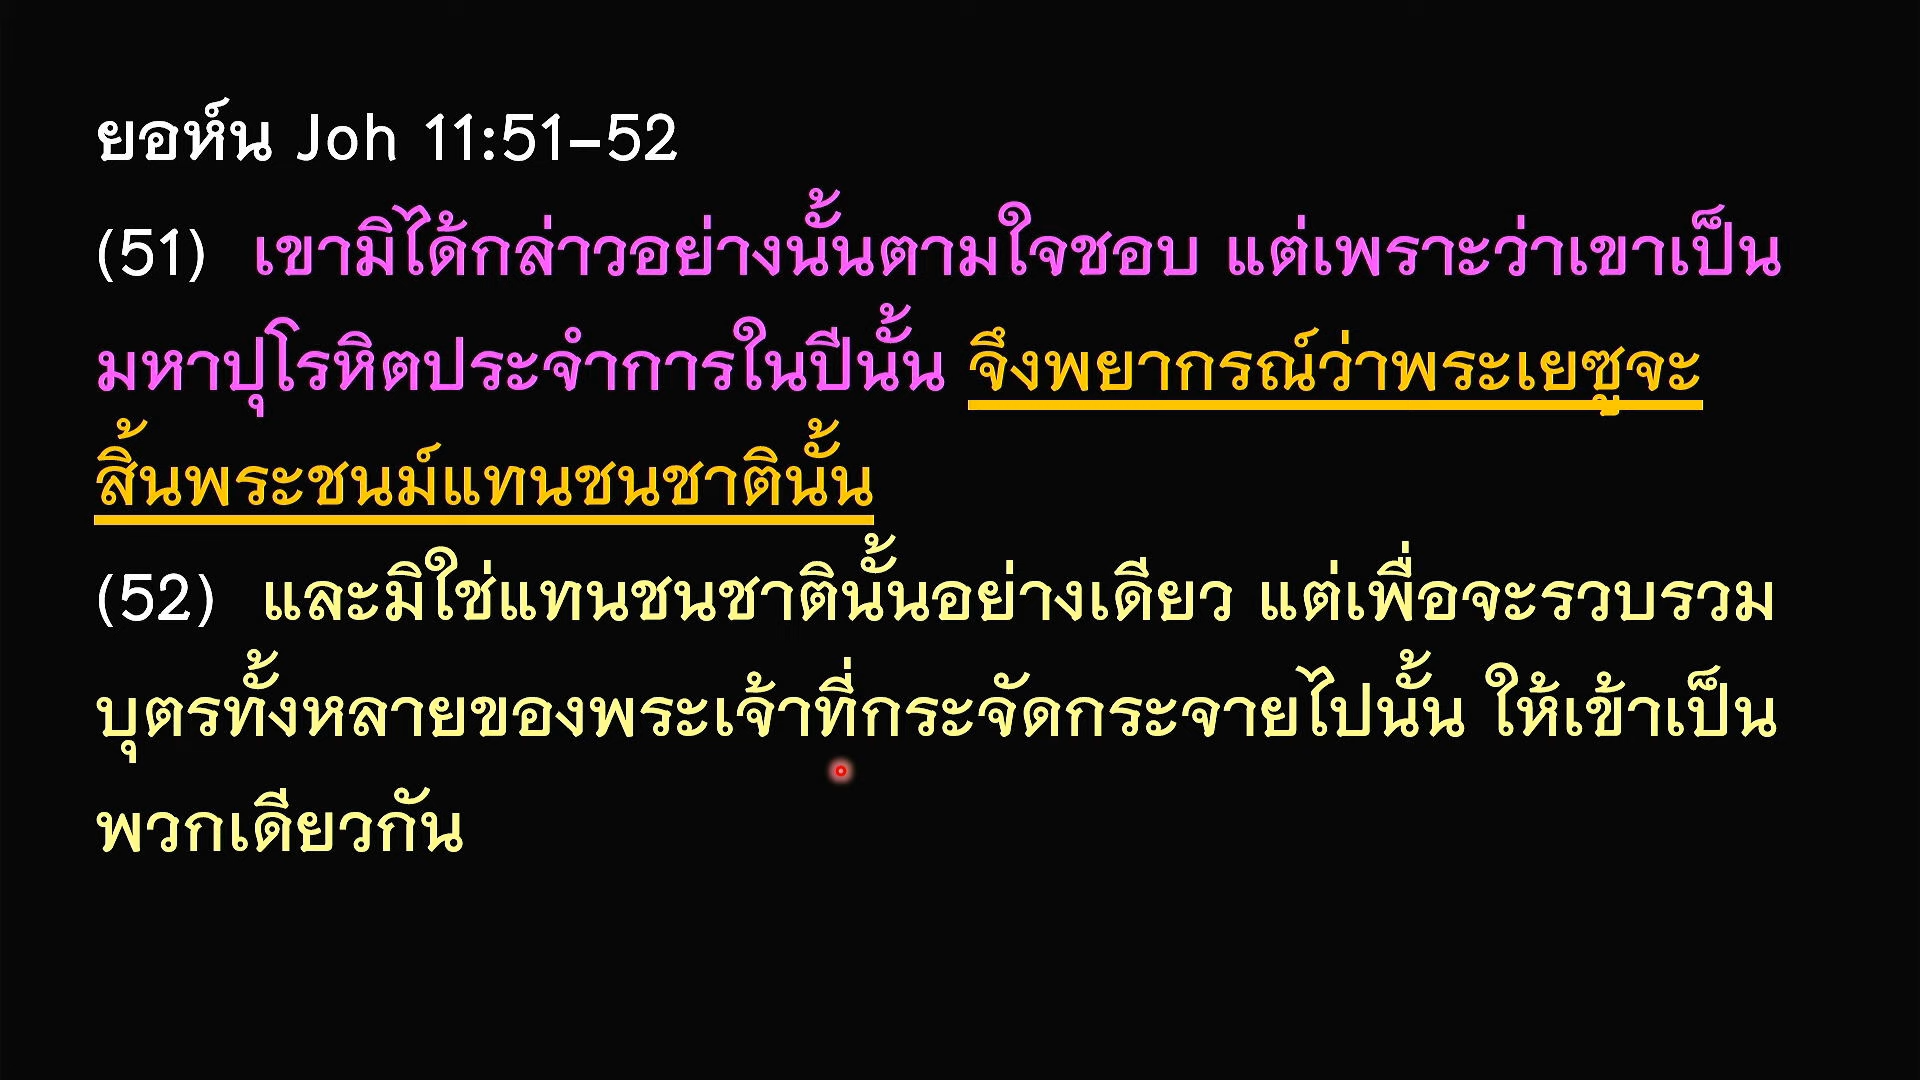 ยอห์น Joh 11:51-52
(51) เขามิได้กล่าวอย่างนั้นตามใจชอบ แต่เพราะว่าเขาเป็น
มหาปุโรหิตประจำการในปีนั้น จึงพยากรณ์ว่าพระเยซูจะ
สิ้นพระชนม์แทนชนชาตินั้น
(52) และมิใช่แทนชนชาตินั้นอย่างเดียว แต่เพื่อจะรวบรวม
บุตรทั้งหลายของพระเจ้าที่กระจัดกระจายไปนั้น ให้เข้าเป็น
พวกเดียวกัน